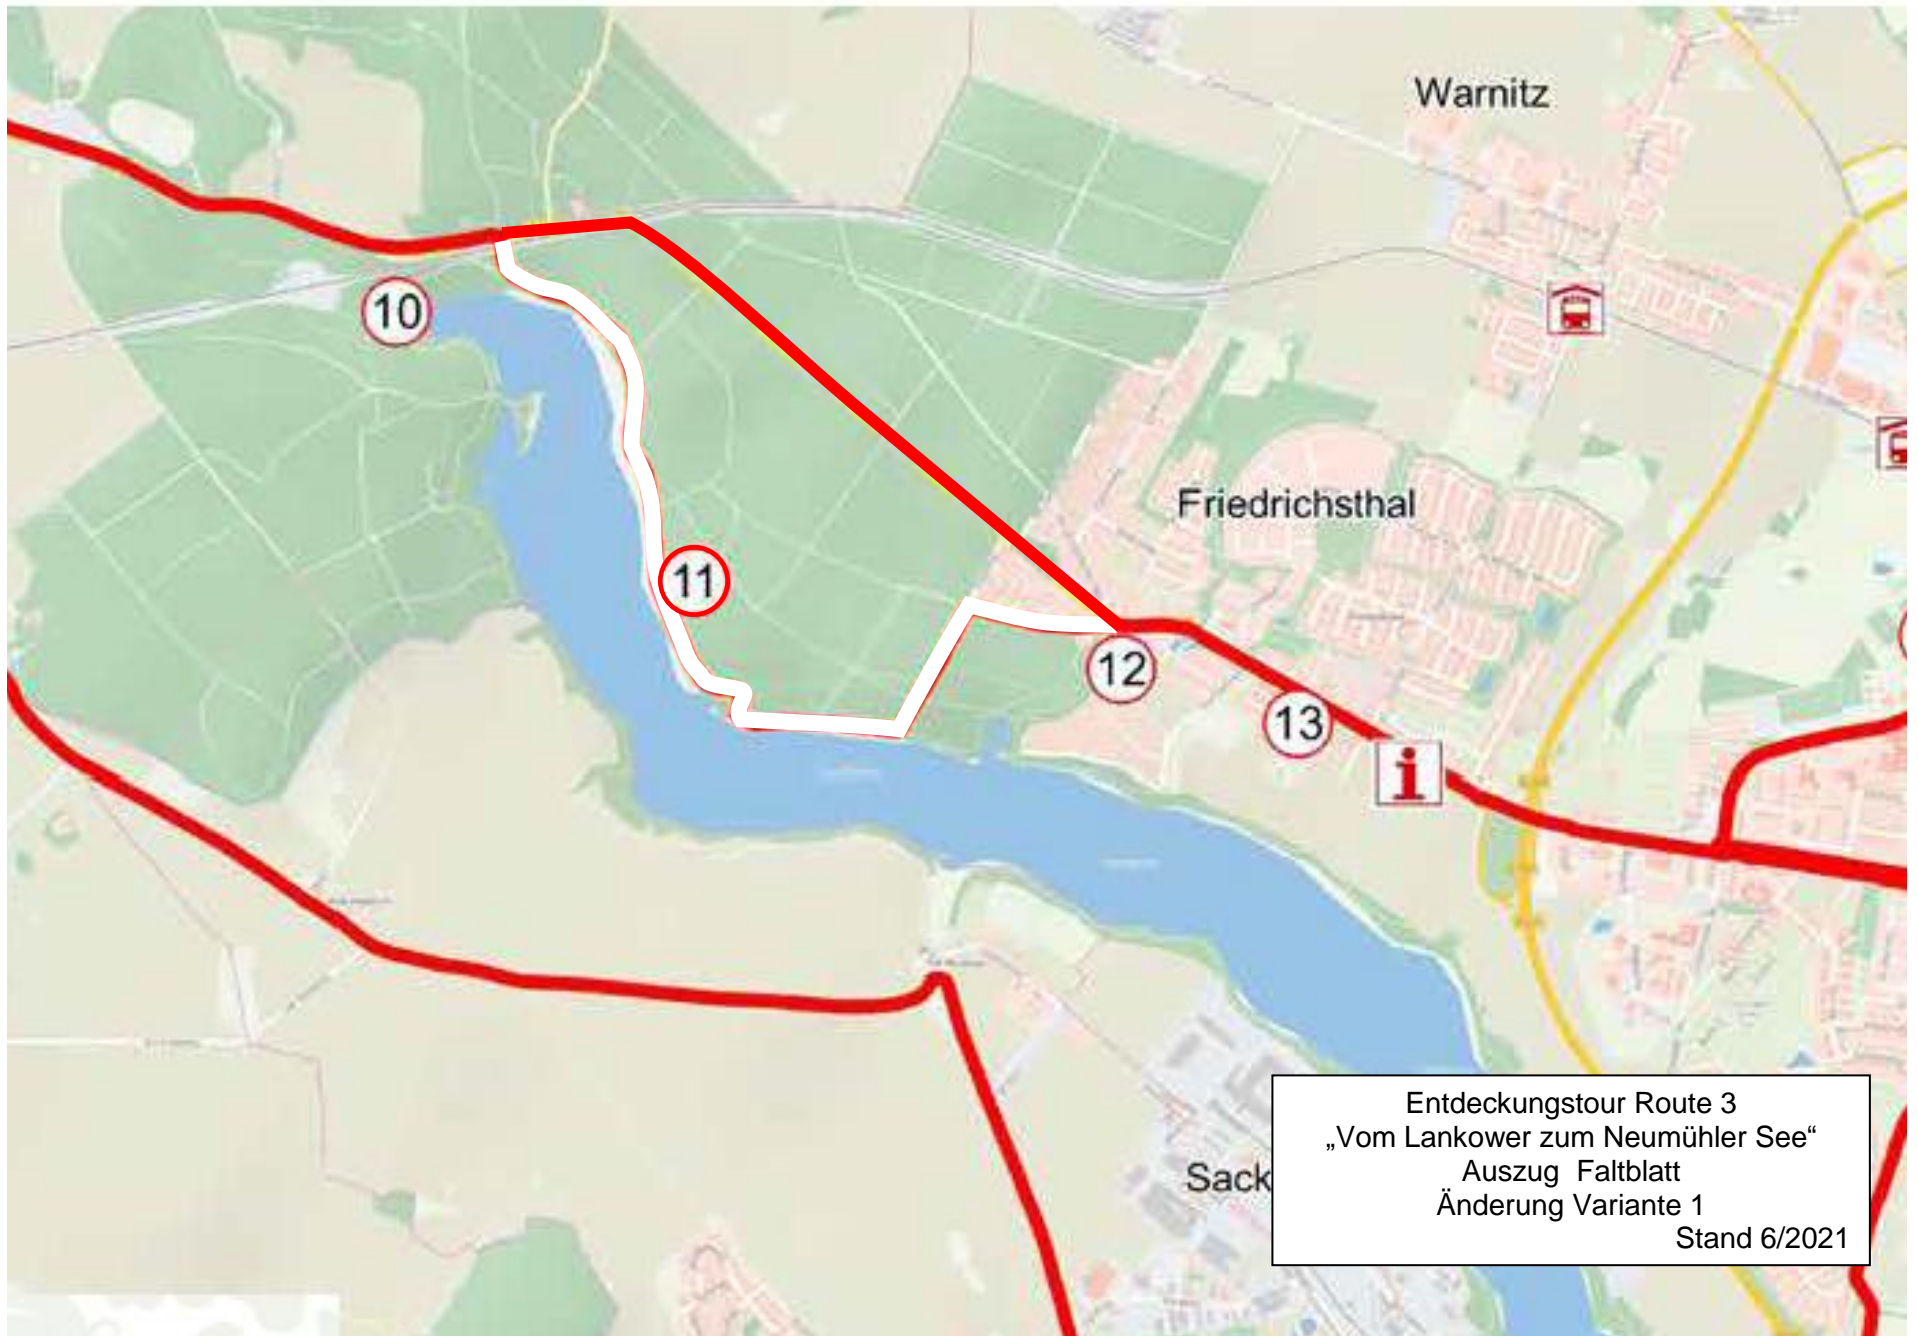 Warnitz
10
Friedrichsthal
11
12
13
i
Sack
Entdeckungstour Route 3
„Vom Lankower zum Neumühler See“
Auszug Faltblatt
Änderung Variante 1
Stand 6/2021